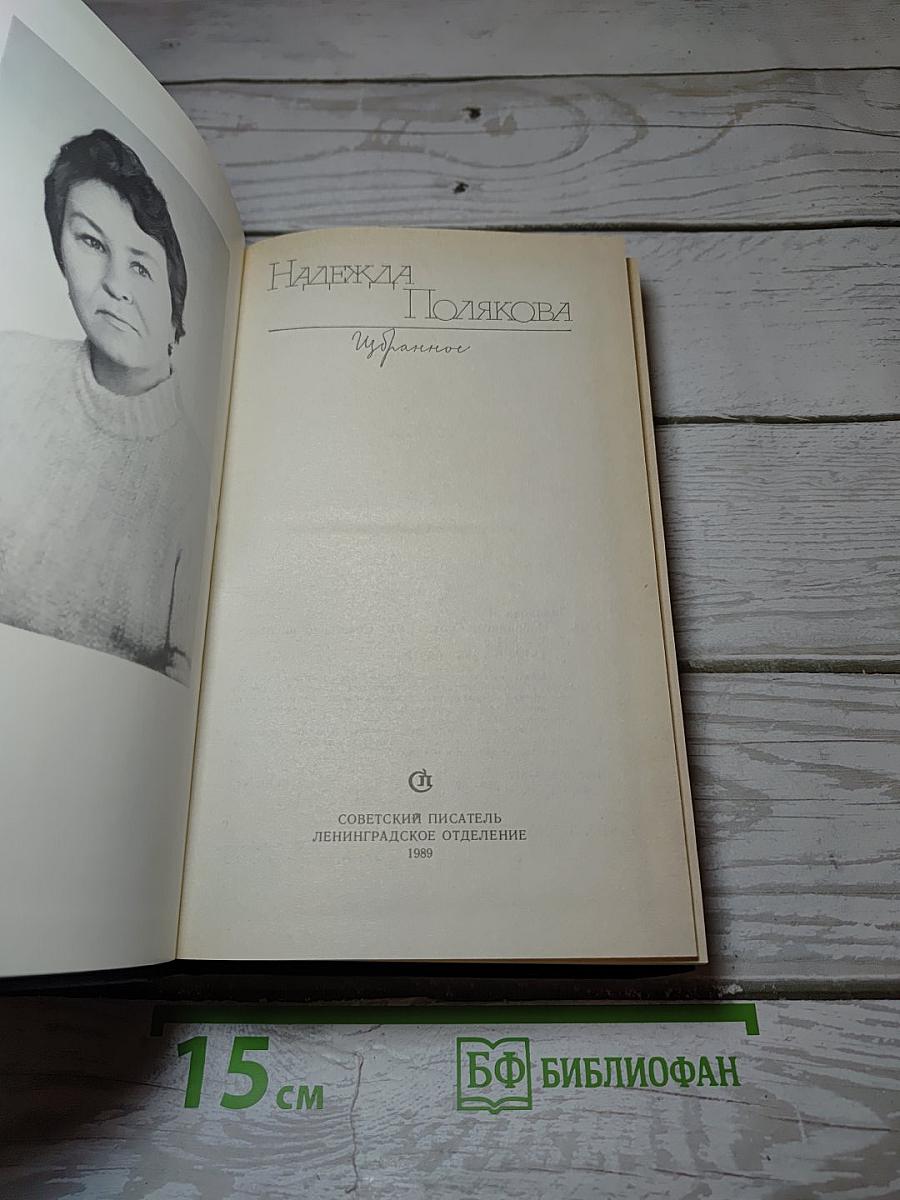 НАДЕЖДА
ПОЛЯКОВА
Избранное
СП
СОВЕТСКИЙ ПИСАТЕЛЬ
ЛЕНИНГРАДСКОЕ ОТДЕЛЕНИЕ
1989
15 см
БФ БИБЛИОФАН